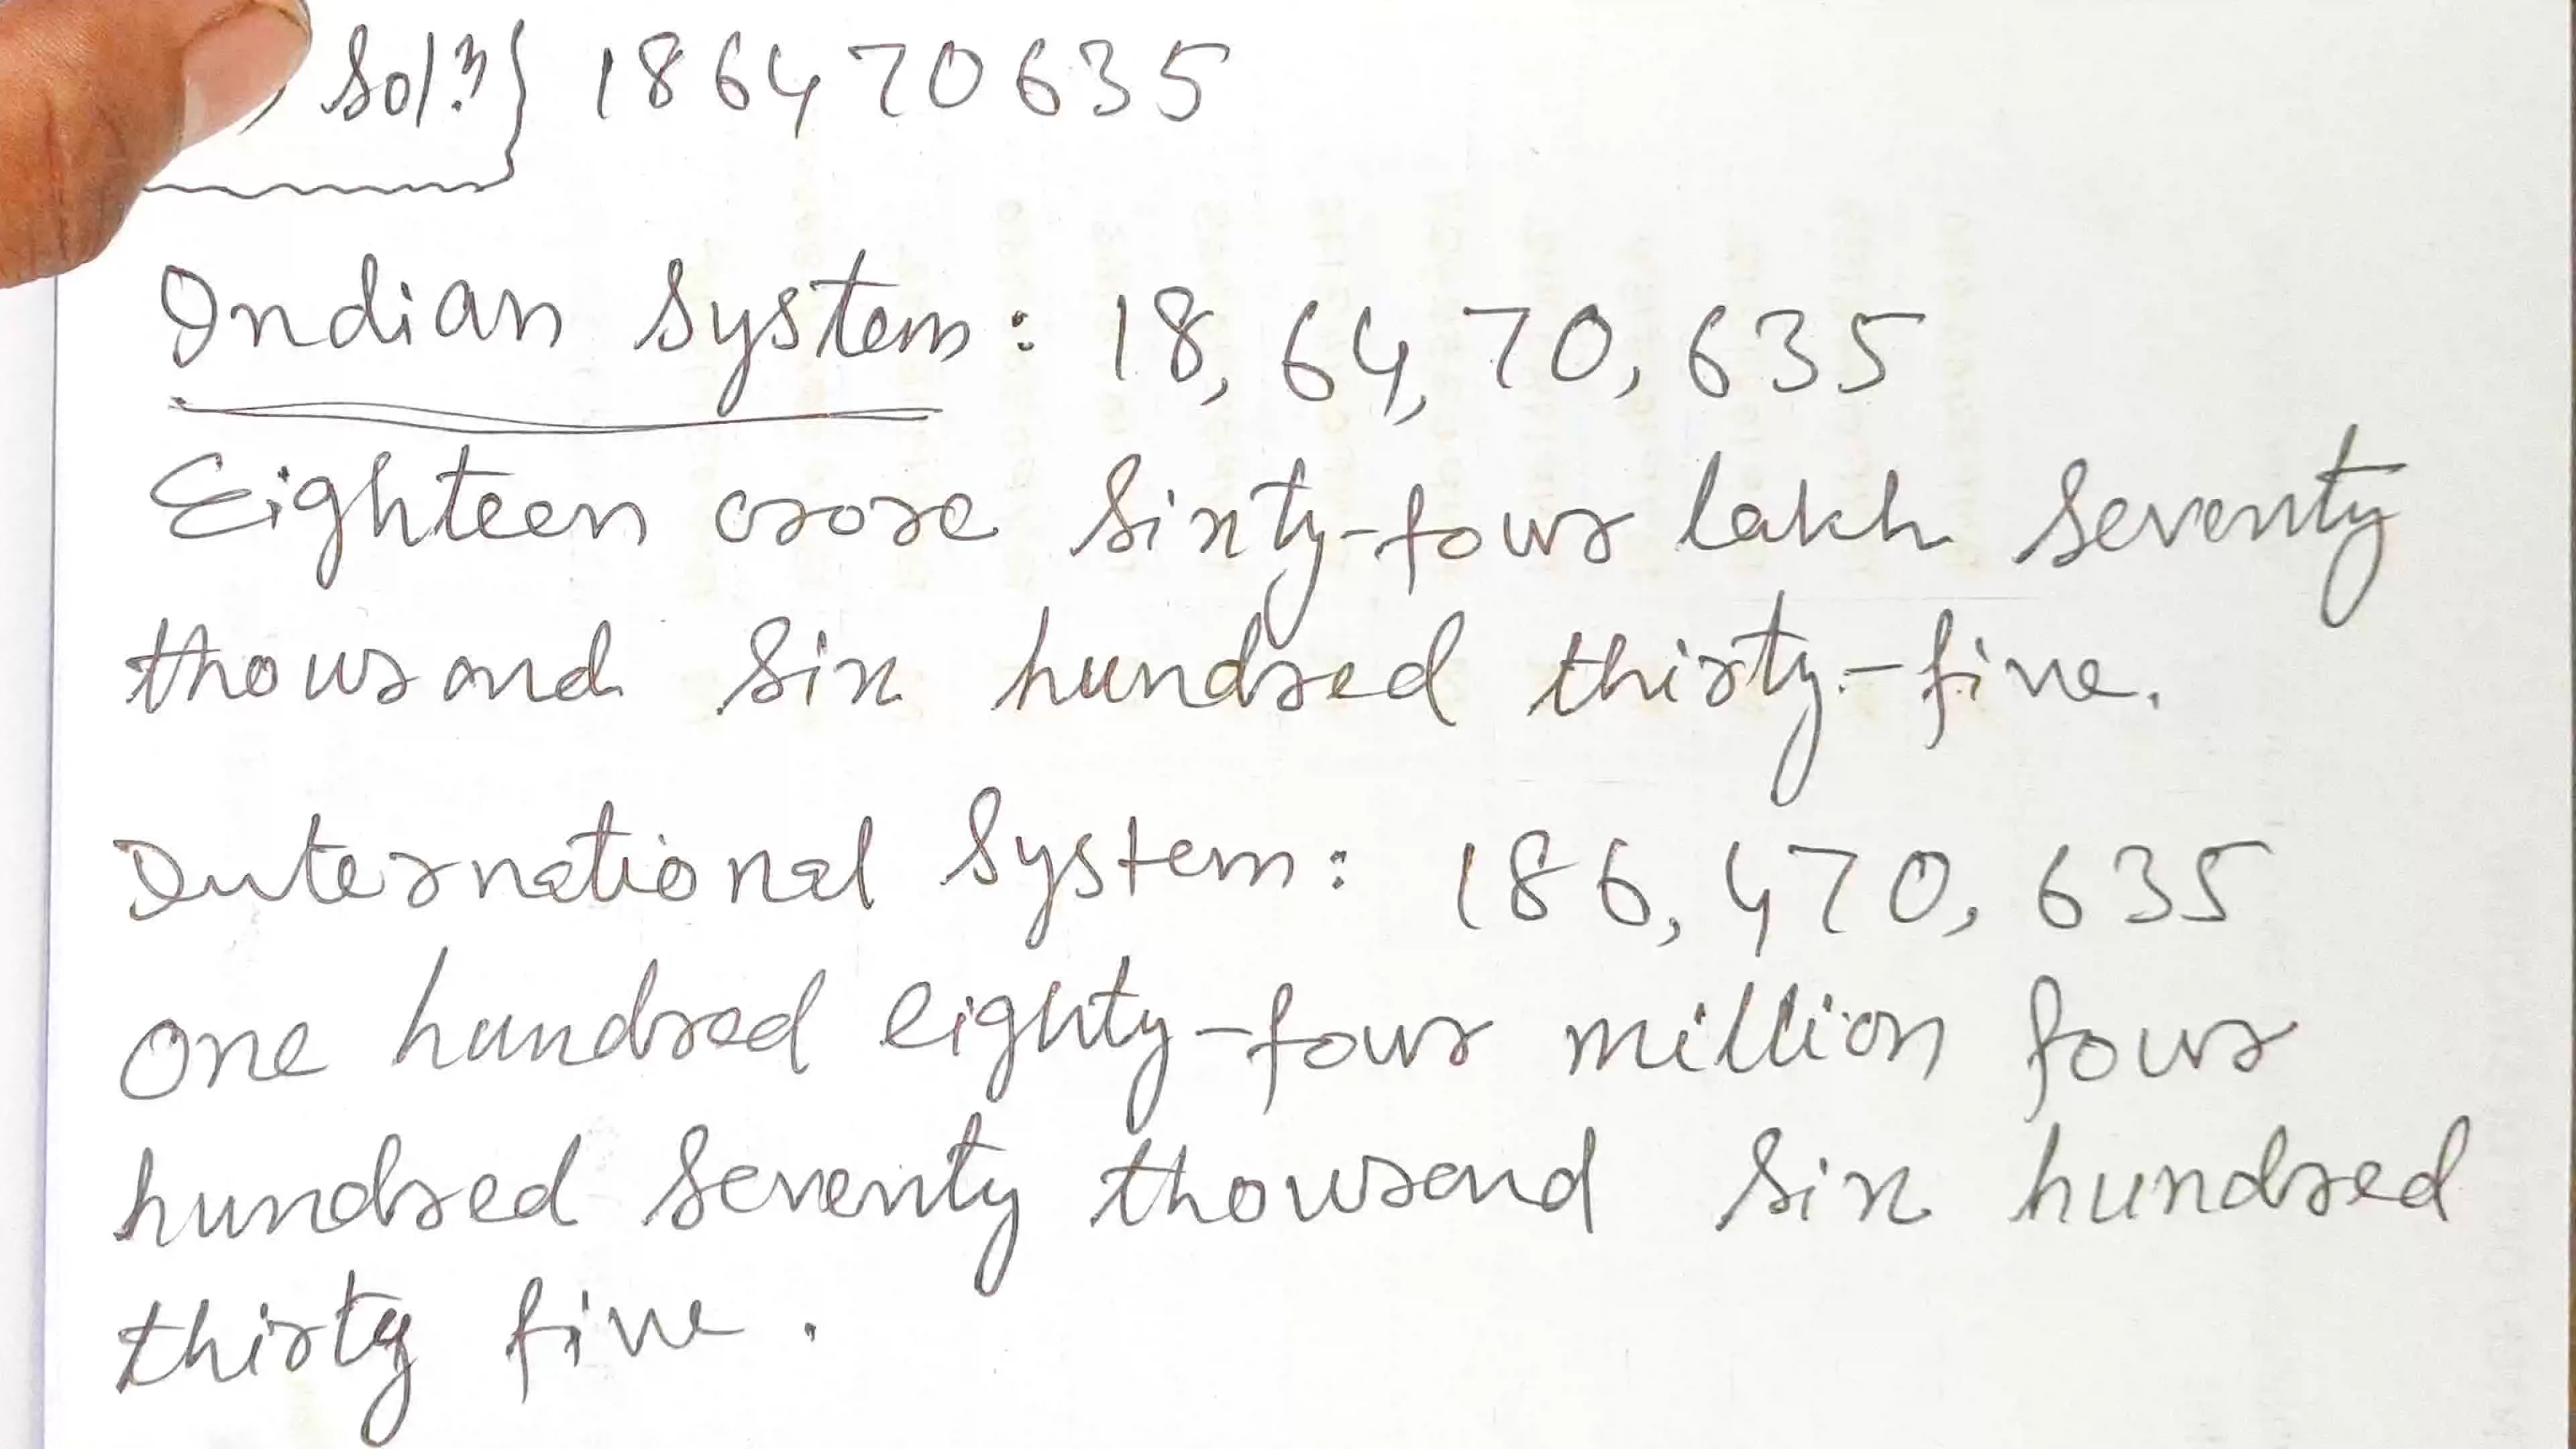 Sol? 186470635
Indian System: 18,64,70,635
Eighteen crore Sixty-four lakh Seventy
thousand Six hundred thirty-five.
International System: 186,470,635
One hundred eighty-four million four
hundred Seventy thousand Six hundred
thirty five.